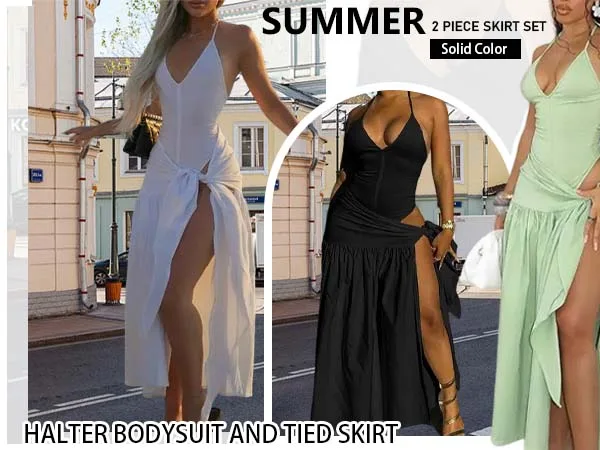 SUMMER 2 PIECE SKIRT SET
Solid Color
HALTER BODYSUIT AND TIED SKIRT